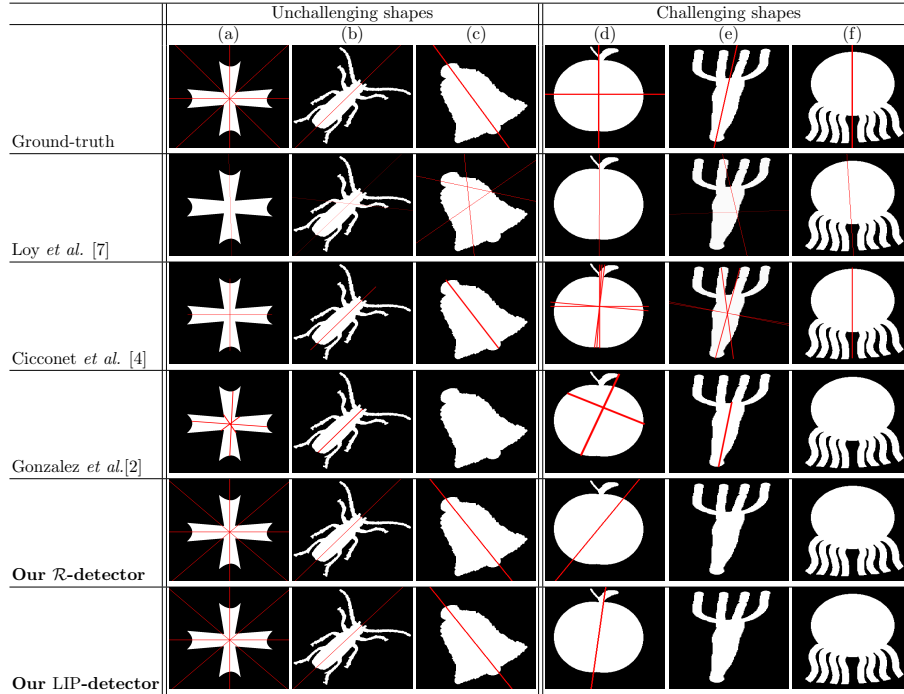 Unchallenging shapes Challenging shapes
(a) (b) (c) (d) (e) (f)
Ground-truth
Loy et al. [7]
Cicconet et al. [4]
Gonzalez et al.[2]
Our R-detector
Our LIP-detector